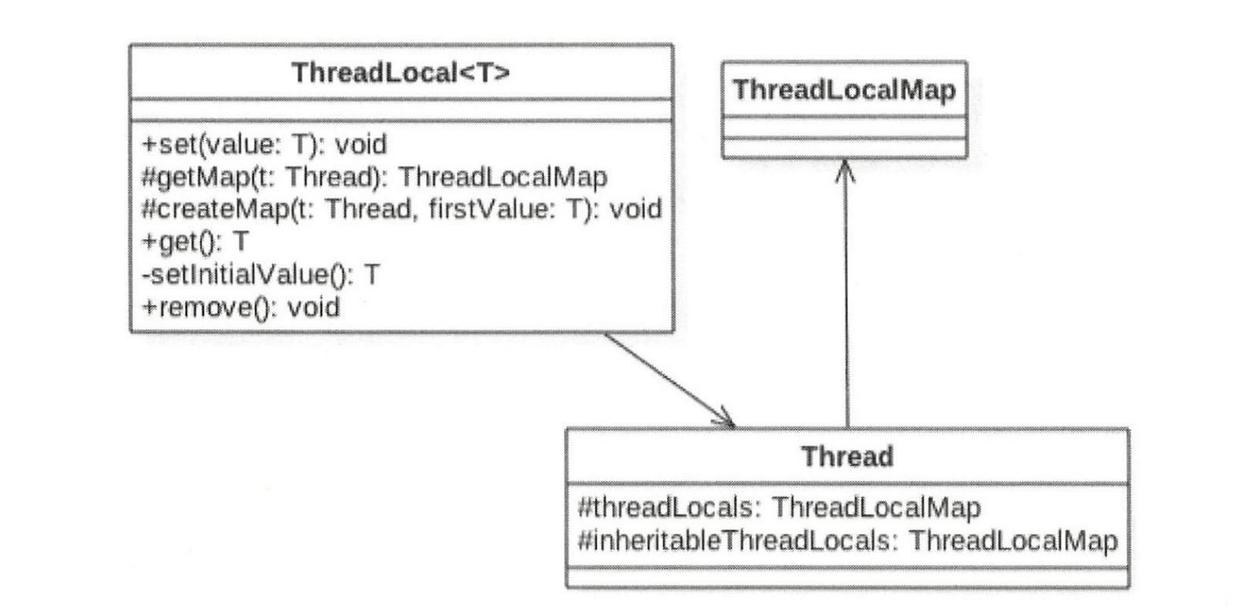 ThreadLocal<T>
+set(value: T): void
#getMap(t: Thread): ThreadLocalMap
#createMap(t: Thread, firstValue: T): void
+get(): T
-setInitialValue(): T
+remove(): void
ThreadLocalMap
Thread
#threadLocals: ThreadLocalMap
#inheritableThreadLocals: ThreadLocalMap